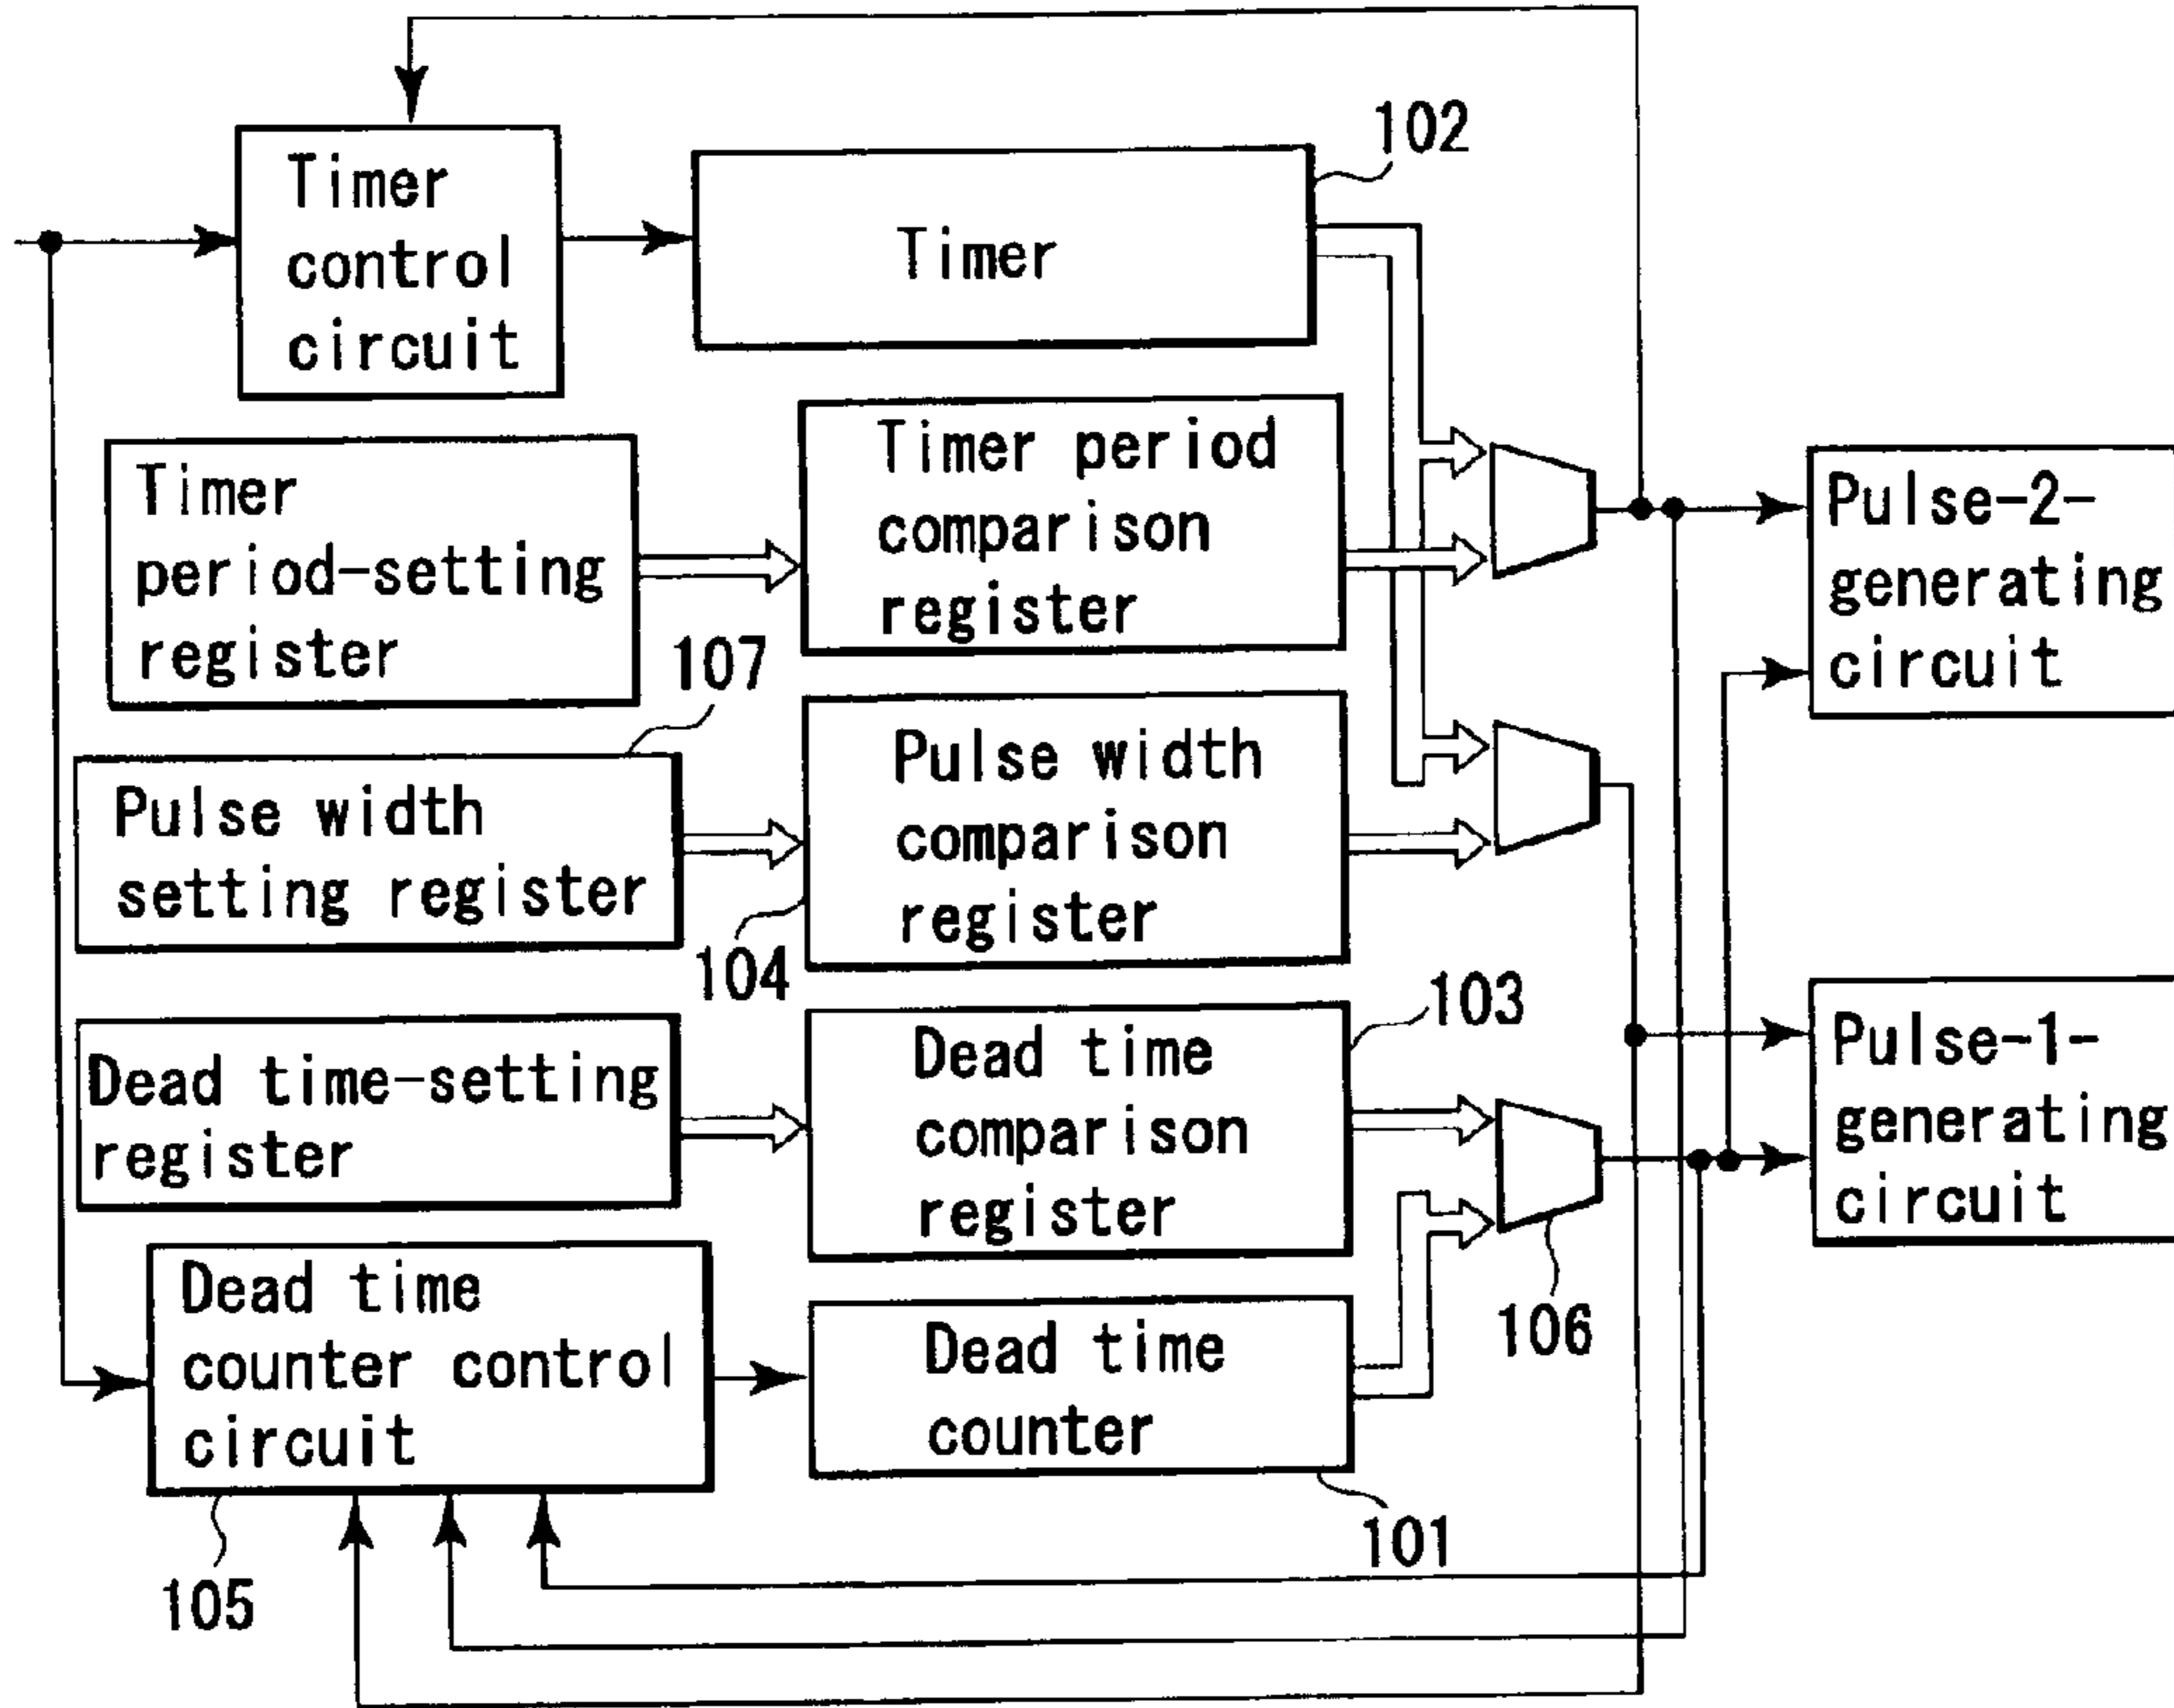 102
Timer
control
circuit
Timer
Timer
period-setting
register
Timer period
comparison
register
Pulse-2-
generating
circuit
107
Pulse width
setting register
Pulse width
comparison
register
104
103
Dead time-setting
register
Dead time
comparison
register
Pulse-1-
generating
circuit
106
Dead time
counter control
circuit
Dead time
counter
101
105